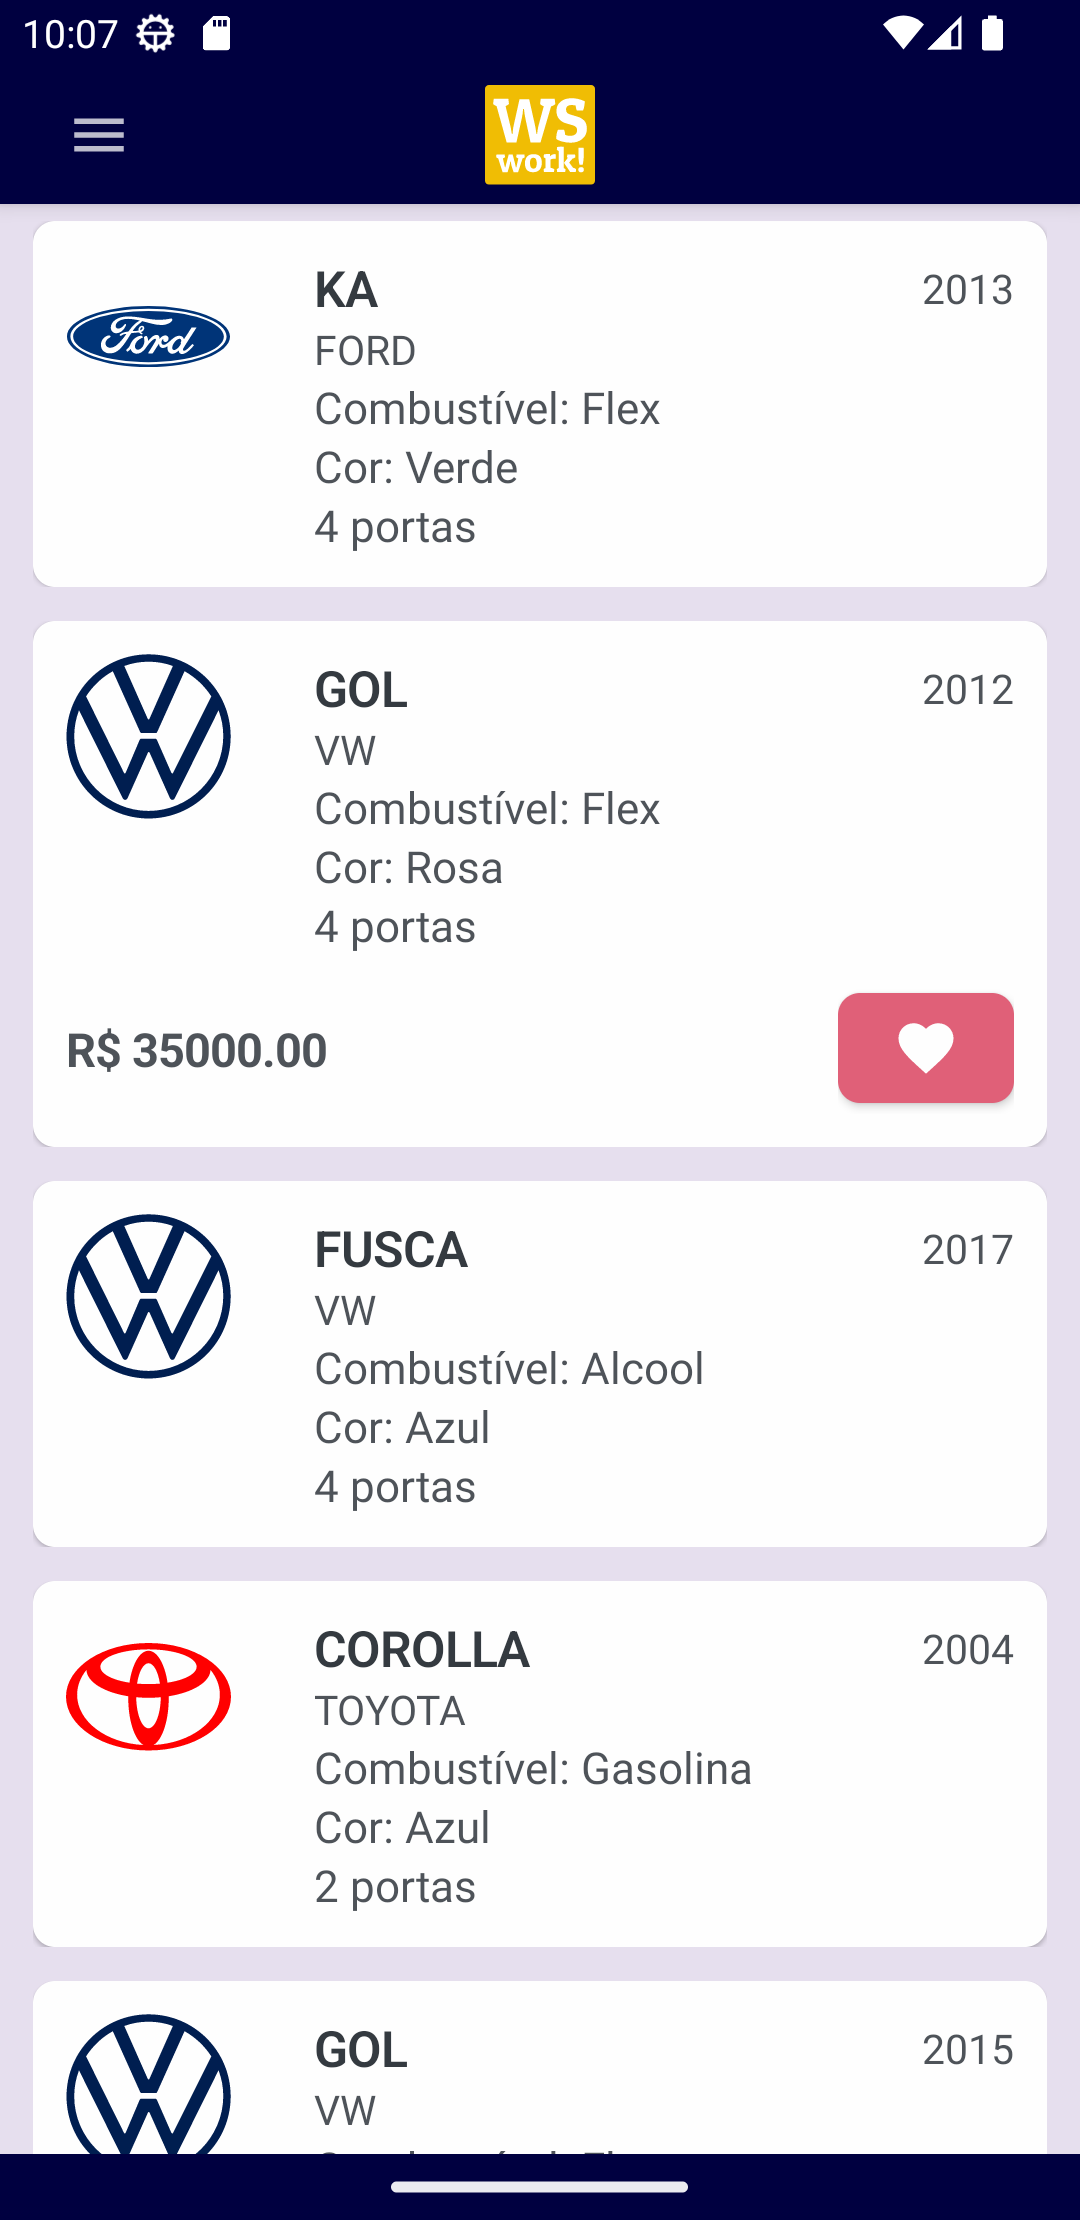 10:07
WS
work!
KA
2013
Ford
FORD
Combustível: Flex
Cor: Verde
4 portas
GOL
2012
VW
Combustível: Flex
Cor: Rosa
4 portas
R$ 35000.00
FUSCA
2017
VW
Combustível: Alcool
Cor: Azul
4 portas
COROLLA
2004
TOYOTA
Combustível: Gasolina
Cor: Azul
2 portas
GOL
2015
VW